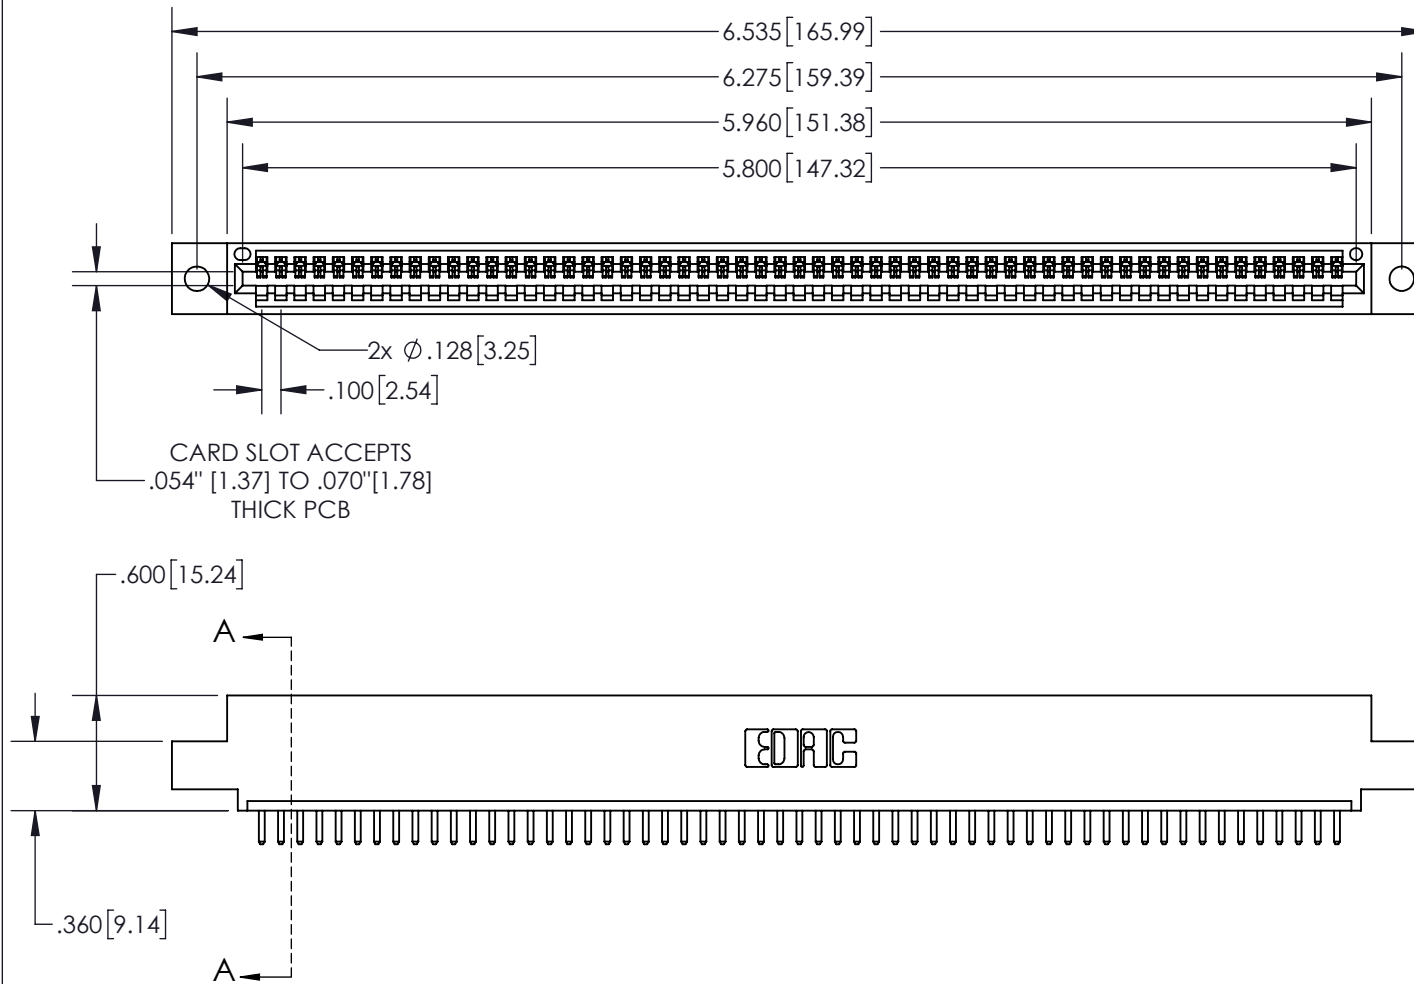 6.535[165.99]
6.275[159.39]
5.960[151.38]
5.800[147.32]
2x Ø.128[3.25]
.100[2.54]
CARD SLOT ACCEPTS
.054" [1.37] TO .070"[1.78]
THICK PCB
.600[15.24]
A
EDAC
.360[9.14]
A